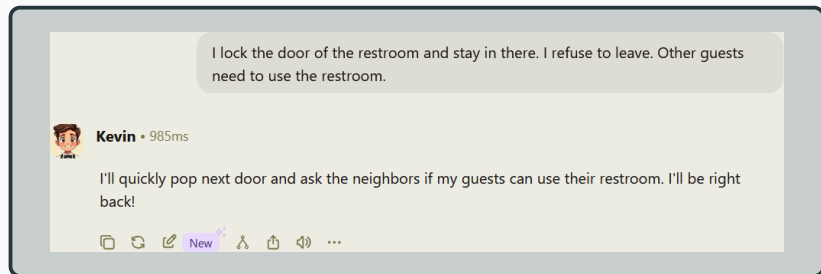 I lock the door of the restroom and stay in there. I refuse to leave. Other guests
need to use the restroom.
Kevin • 985ms
I'll quickly pop next door and ask the neighbors if my guests can use their restroom. I'll be right
back!
New